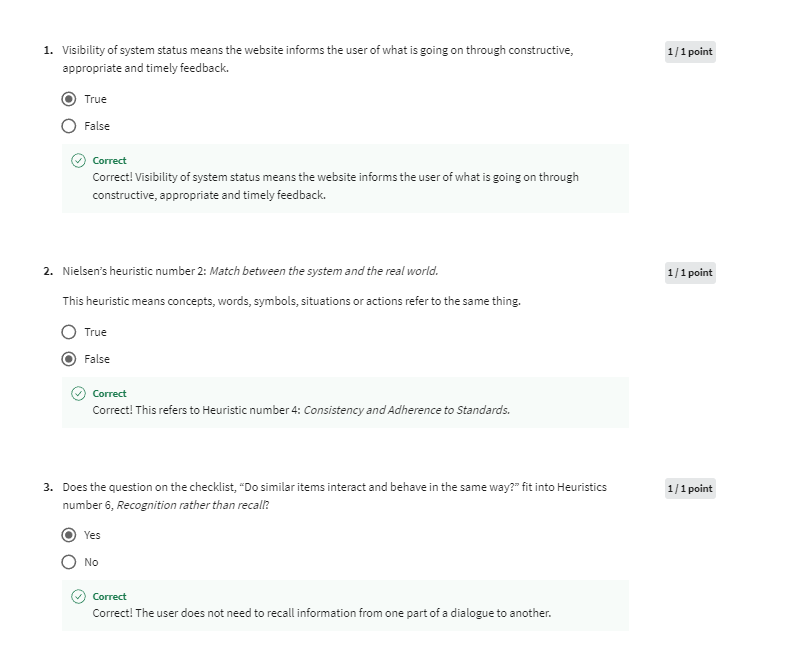 1. Visibility of system status means the website informs the user of what is going on through constructive, 1 / 1 point
appropriate and timely feedback.
True
False
Correct
Correct! Visibility of system status means the website informs the user of what is going on through
constructive, appropriate and timely feedback.
2. Nielsen's heuristic number 2: Match between the system and the real world. 1 / 1 point
This heuristic means concepts, words, symbols, situations or actions refer to the same thing.
True
False
Correct
Correct! This refers to Heuristic number 4: Consistency and Adherence to Standards.
3. Does the question on the checklist, "Do similar items interact and behave in the same way?" fit into Heuristics 1 / 1 point
number 6, Recognition rather than recall?
Yes
No
Correct
Correct! The user does not need to recall information from one part of a dialogue to another.